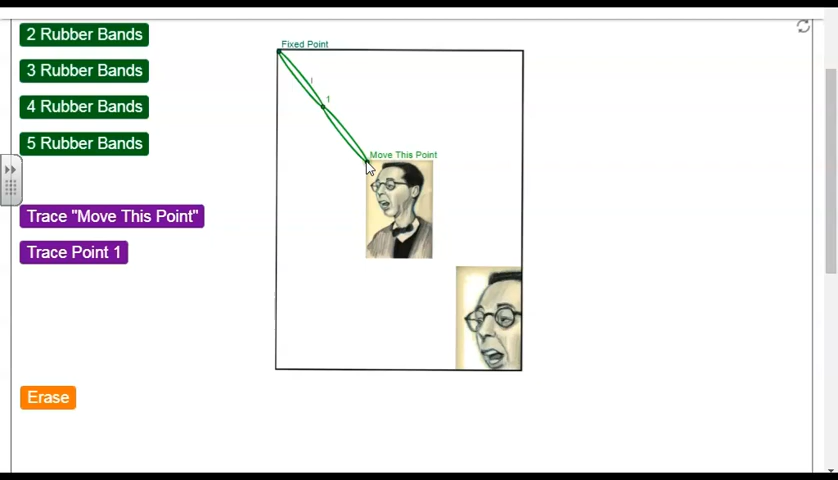 2 Rubber Bands
3 Rubber Bands
4 Rubber Bands
5 Rubber Bands
Trace "Move This Point"
Trace Point 1
Erase
Fixed Point
1
Move This Point